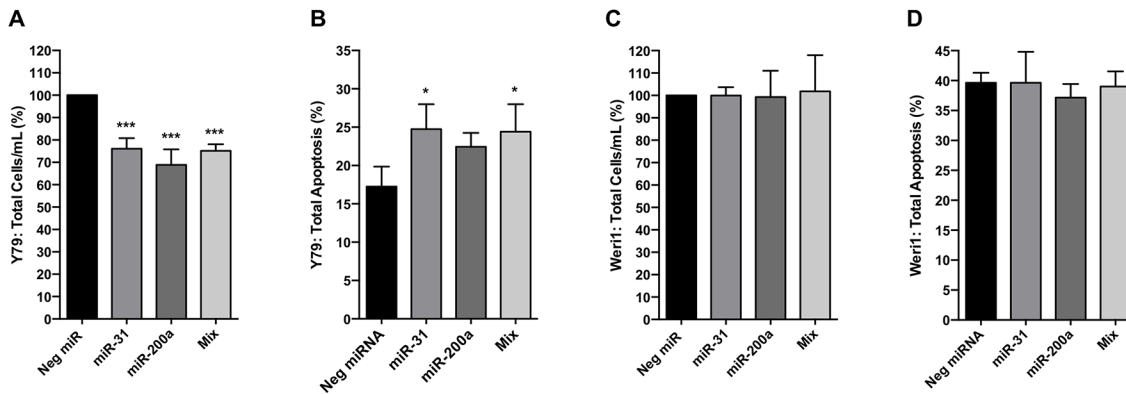 A
Y79: Total Cells/mL (%)
120
110
100
90
80
70
60
50
40
30
20
10
0
***
***
***
Neg miR
miR-31
miR-200a
Mix
B
Y79: Total Apoptosis (%)
35
30
25
20
15
10
5
0
*
*
Neg miRNA
miR-31
miR-200a
Mix
C
Weri1: Total Cells/mL (%)
120
110
100
90
80
70
60
50
40
30
20
10
0
Neg miR
miR-31
miR-200a
Mix
D
Weri1: Total Apoptosis (%)
45
40
35
30
25
20
15
10
5
0
Neg miRNA
miR-31
miR-200a
Mix